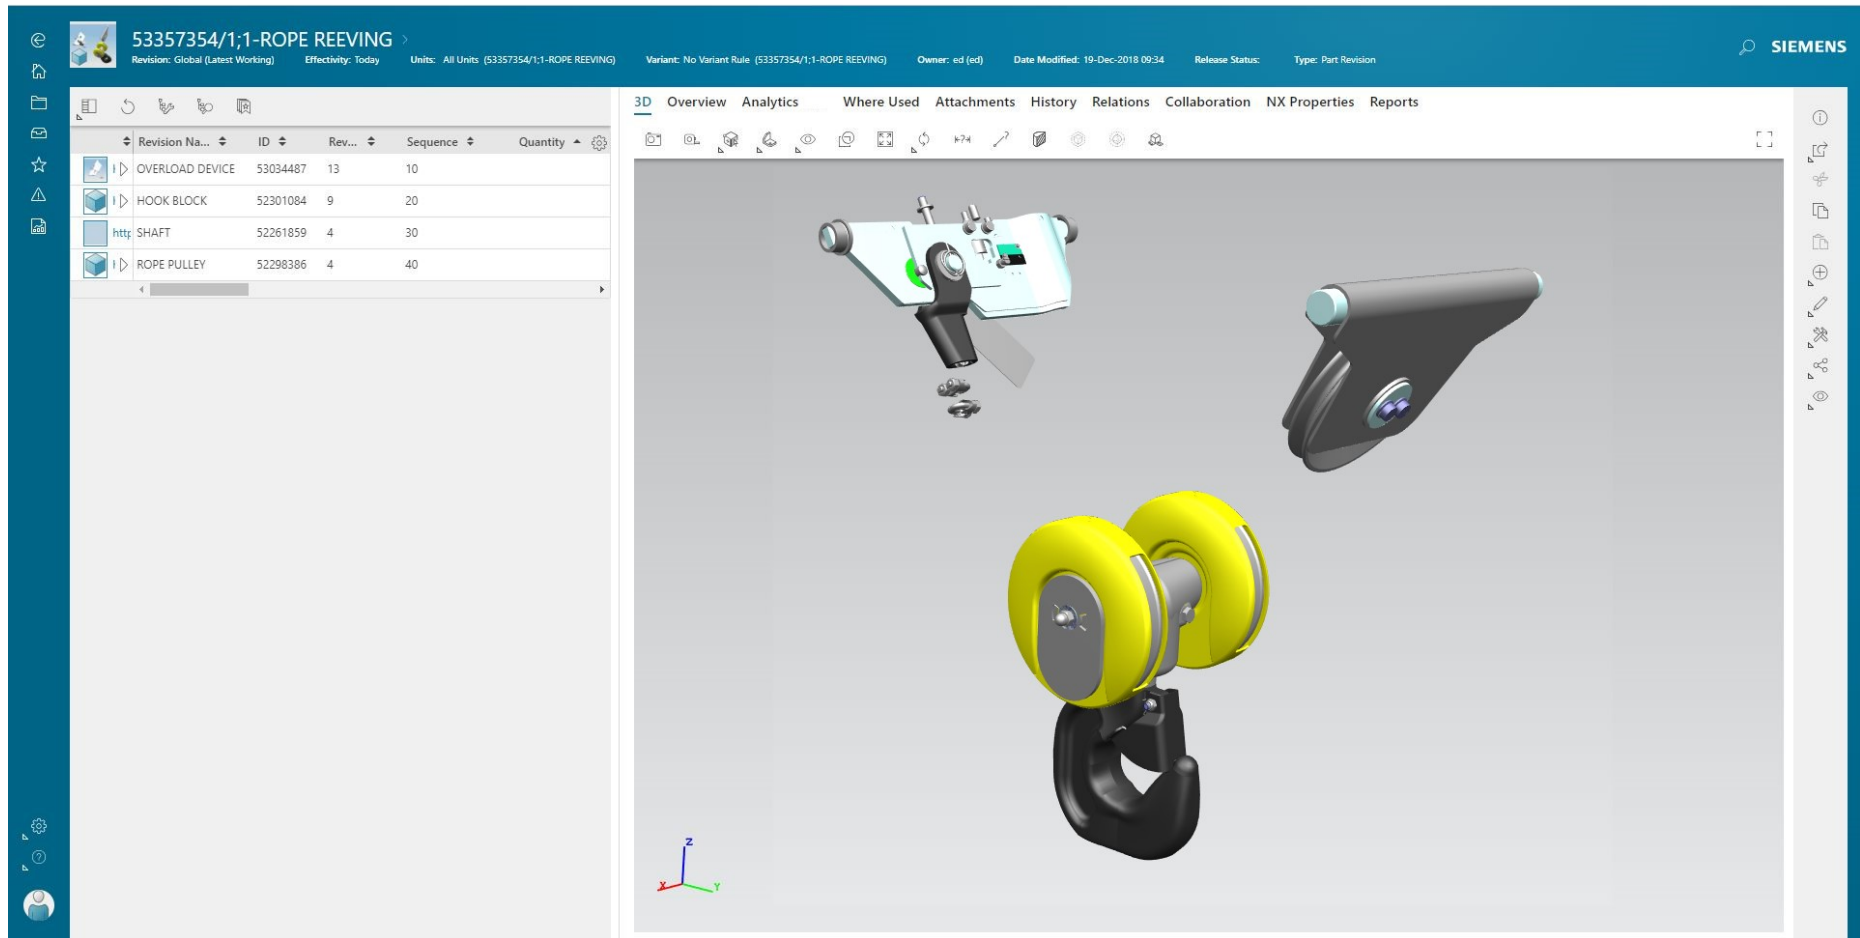 53357354/1;1-ROPE REEVING
Revision: Global (Latest Working) Effectivity: Today Units: All Units (53357354/1;1-ROPE REEVING) Variant: No Variant Rule (53357354/1;1-ROPE REEVING) Owner: ed (ed) Date Modified: 19-Dec-2018 09:34 Release Status: Type: Part Revision
SIEMENS
3D Overview Analytics Where Used Attachments History Relations Collaboration NX Properties Reports
Revision Na... ID Rev... Sequence Quantity
OVERLOAD DEVICE 53034487 13 10
HOOK BLOCK 52301084 9 20
http SHAFT 52261859 4 30
ROPE PULLEY 52298386 4 40
Z
X Y